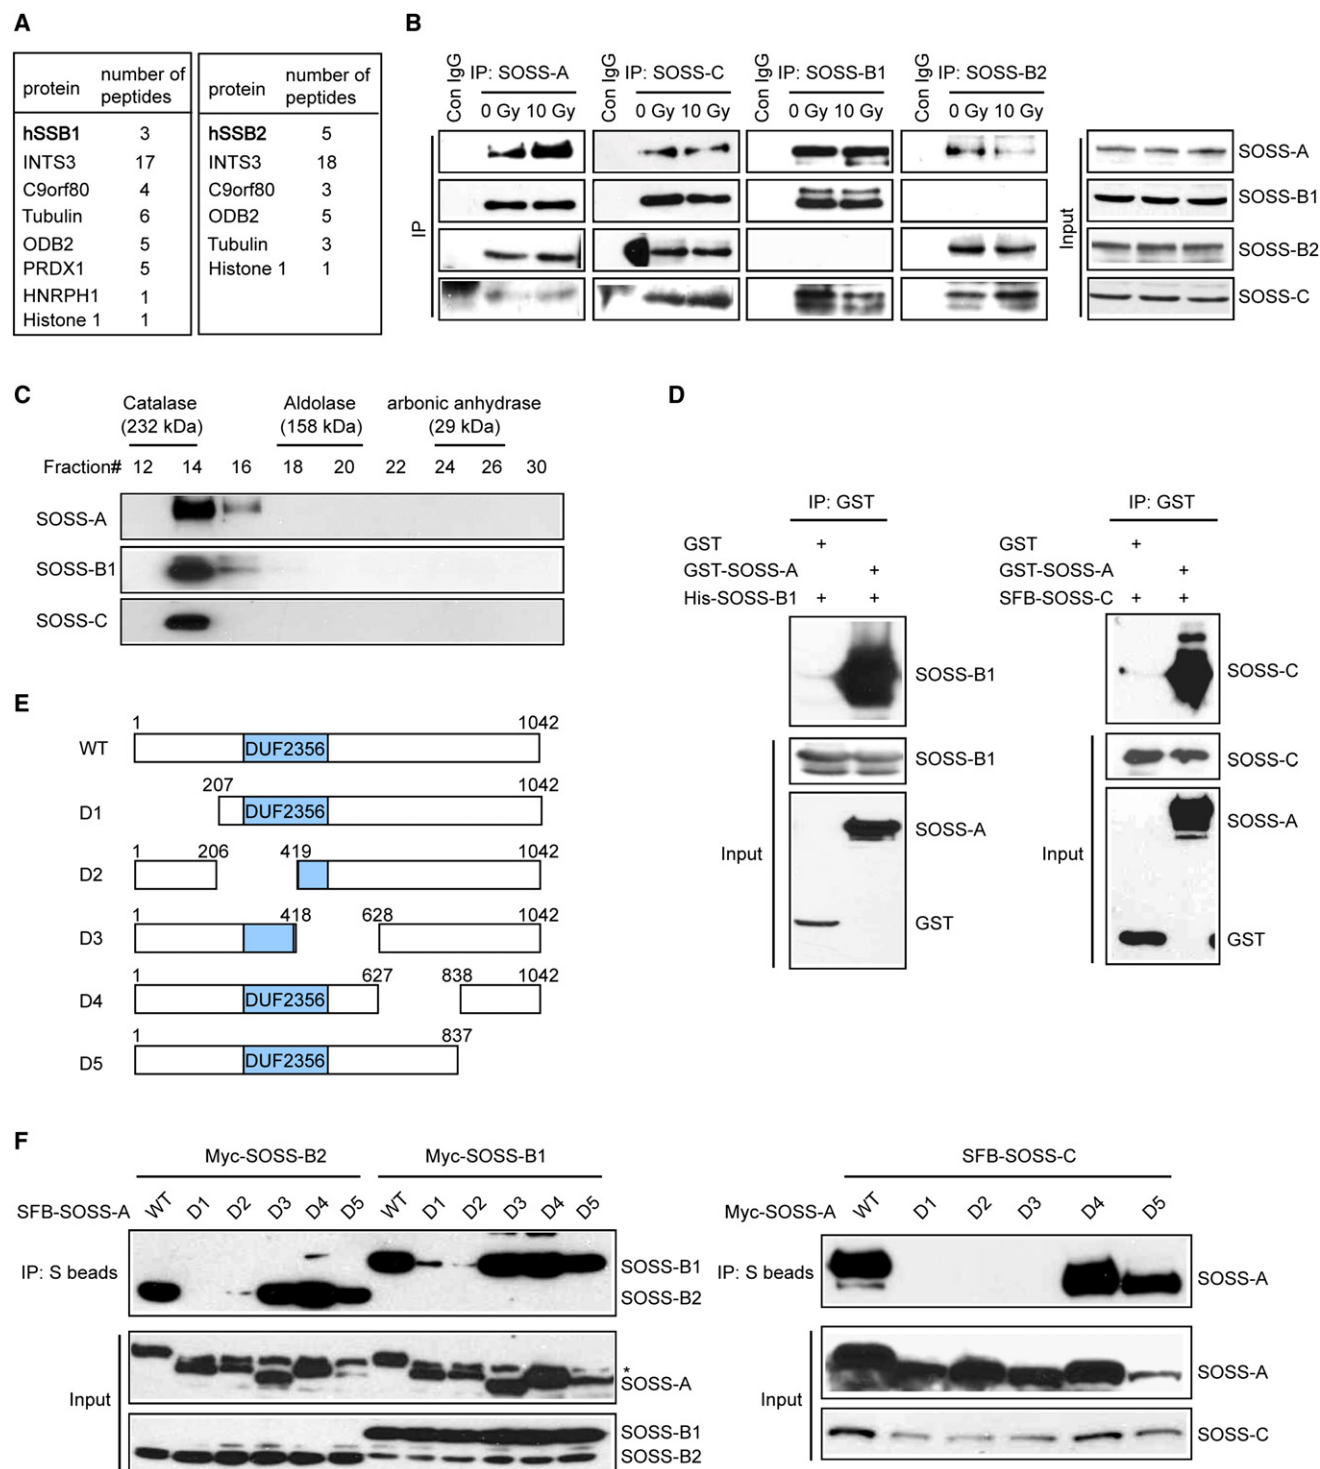 A
protein number of peptides
hSSB1 3
INTS3 17
C9orf80 4
Tubulin 6
ODB2 5
PRDX1 5
HNRPH1 1
Histone 1 1
protein number of peptides
hSSB2 5
INTS3 18
C9orf80 3
ODB2 5
Tubulin 3
Histone 1 1
B
Con IgG IP: SOSS-A Con IgG IP: SOSS-C Con IgG IP: SOSS-B1 Con IgG IP: SOSS-B2
0 Gy 10 Gy 0 Gy 10 Gy 0 Gy 10 Gy 0 Gy 10 Gy
IP
Input
SOSS-A
SOSS-B1
SOSS-B2
SOSS-C
C
Catalase Aldolase arbonic anhydrase
(232 kDa) (158 kDa) (29 kDa)
Fraction# 12 14 16 18 20 22 24 26 30
SOSS-A
SOSS-B1
SOSS-C
D
IP: GST
GST +
GST-SOSS-A +
His-SOSS-B1 + +
SOSS-B1
SOSS-B1
SOSS-A
Input
GST
IP: GST
GST +
GST-SOSS-A +
SFB-SOSS-C + +
SOSS-C
SOSS-C
SOSS-A
Input
GST
E
1 1042
WT DUF2356
207 1042
D1 DUF2356
1 206 419 1042
D2
1 418 628 1042
D3
1 627 838 1042
D4 DUF2356
1 837
D5 DUF2356
F
Myc-SOSS-B2 Myc-SOSS-B1
SFB-SOSS-A WT D1 D2 D3 D4 D5 WT D1 D2 D3 D4 D5
IP: S beads
SOSS-B1
SOSS-B2
Input
*
SOSS-A
SOSS-B1
SOSS-B2
SFB-SOSS-C
Myc-SOSS-A WT D1 D2 D3 D4 D5
IP: S beads
SOSS-A
Input
SOSS-A
SOSS-C